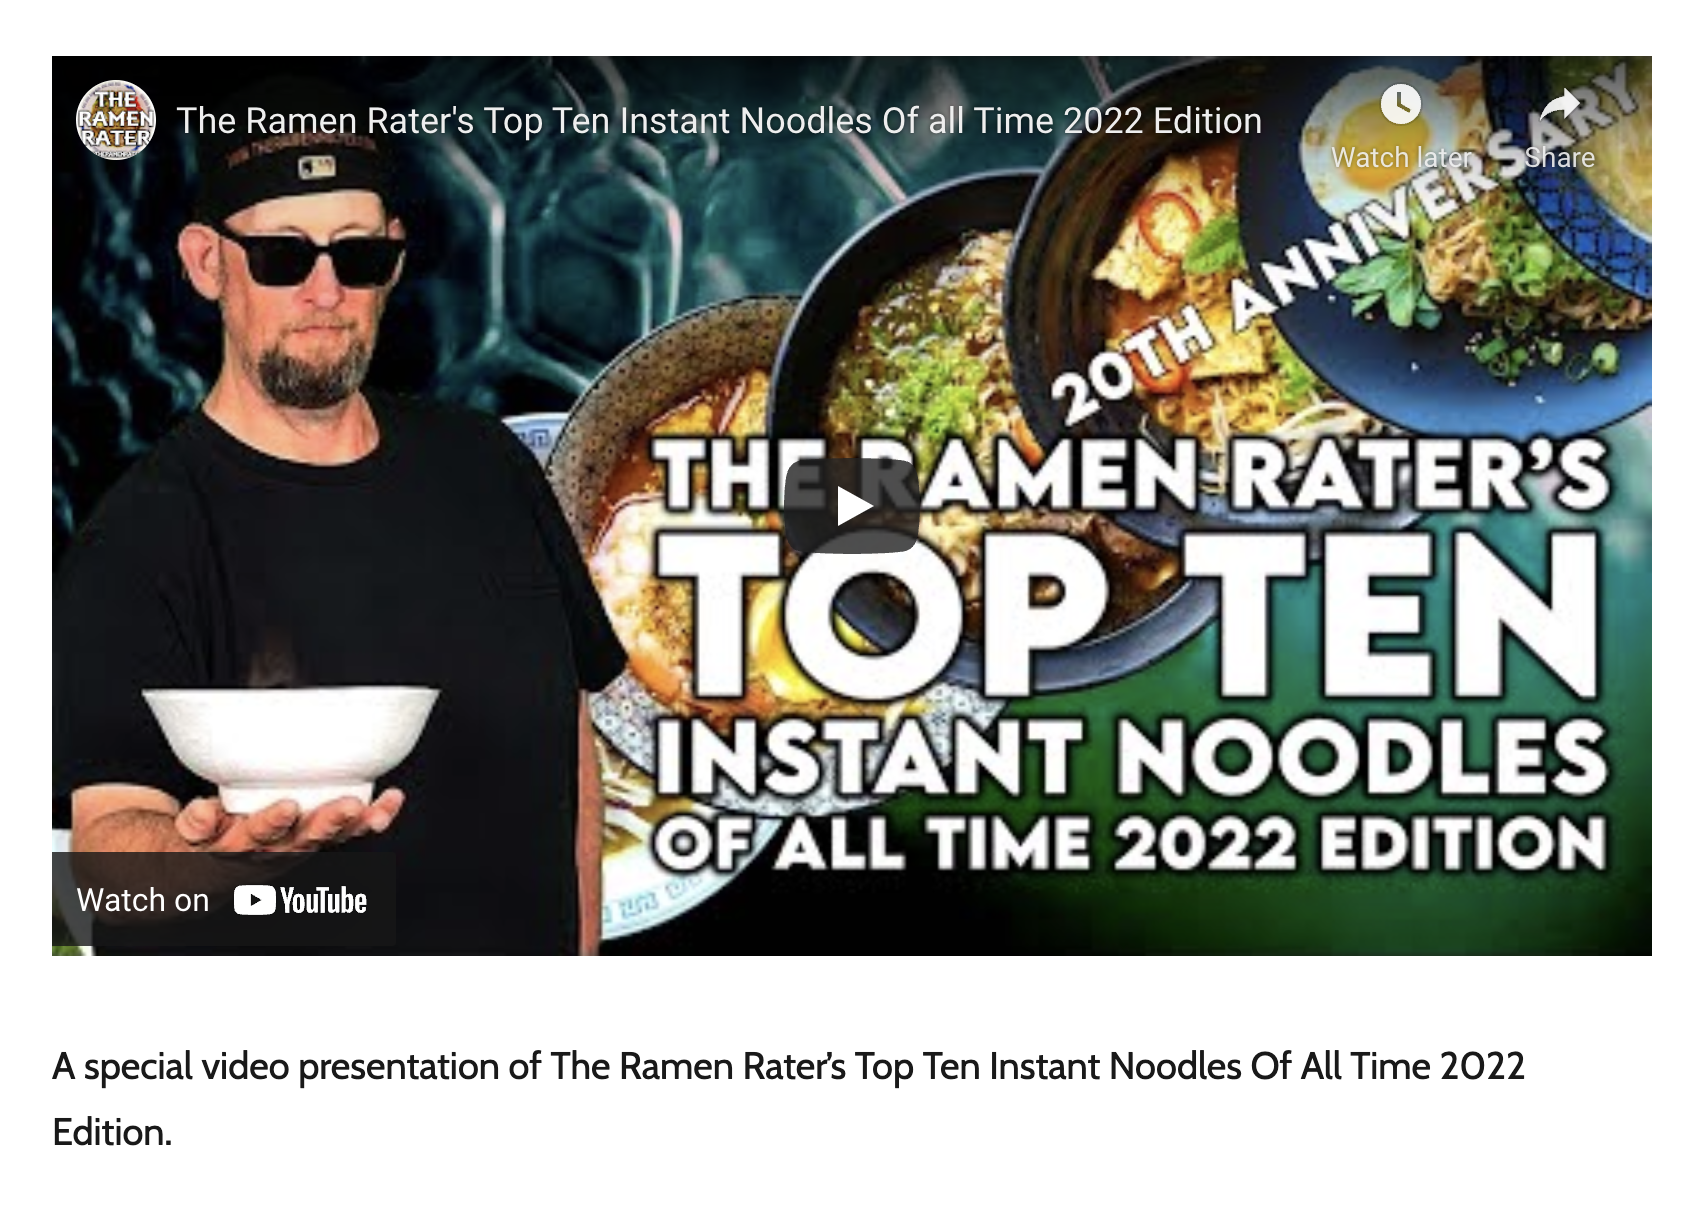 THE
RAMEN
RATER
The Ramen Rater's Top Ten Instant Noodles Of all Time 2022 Edition
Watch later
Share
20TH ANNIVERSARY
THE RAMEN RATER'S
TOP TEN
INSTANT NOODLES
OF ALL TIME 2022 EDITION
Watch on YouTube
A special video presentation of The Ramen Rater's Top Ten Instant Noodles Of All Time 2022
Edition.